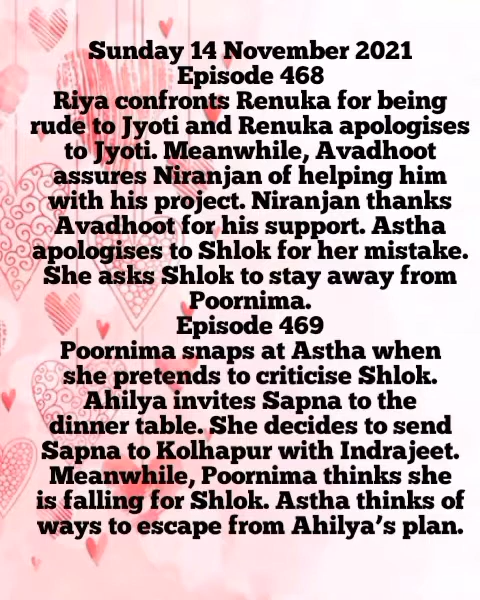 Sunday 14 November 2021
Episode 468
Riya confronts Renuka for being
rude to Jyoti and Renuka apologises
to Jyoti. Meanwhile, Avadhoot
assures Niranjan of helping him
with his project. Niranjan thanks
Avadhoot for his support. Astha
apologises to Shlok for her mistake.
She asks Shlok to stay away from
Poornima.
Episode 469
Poornima snaps at Astha when
she pretends to criticise Shlok.
Ahilya invites Sapna to the
dinner table. She decides to send
Sapna to Kolhapur with Indrajeet.
Meanwhile, Poornima thinks she
is falling for Shlok. Astha thinks of
ways to escape from Ahilya's plan.